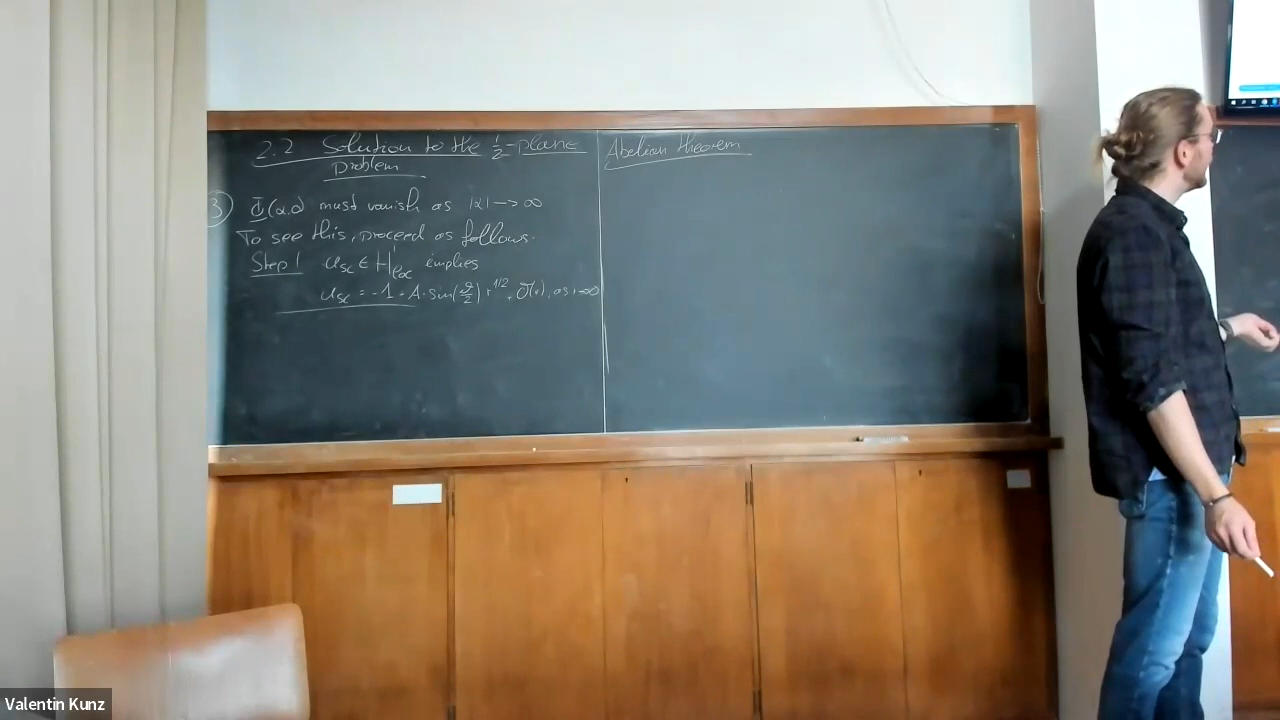 2.2 Solution to the 1/2-plane
problem
③ Φ(α,0) must vanish as |α| → ∞
To see this, proceed as follows.
Step 1 u_sc ∈ H¹_loc implies
u_sc = -1 + A·sin(ϑ/2) r^{1/2} + O(r), as r→0
Abelian theorem
Valentin Kunz